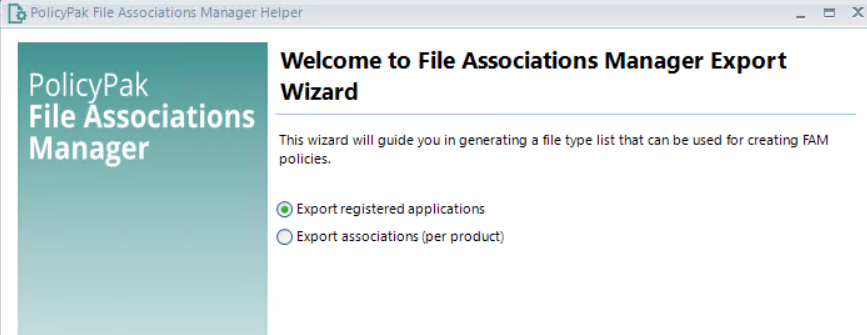 PolicyPak File Associations Manager Helper
PolicyPak
File Associations
Manager
Welcome to File Associations Manager Export
Wizard
This wizard will guide you in generating a file type list that can be used for creating FAM
policies.
Export registered applications
Export associations (per product)